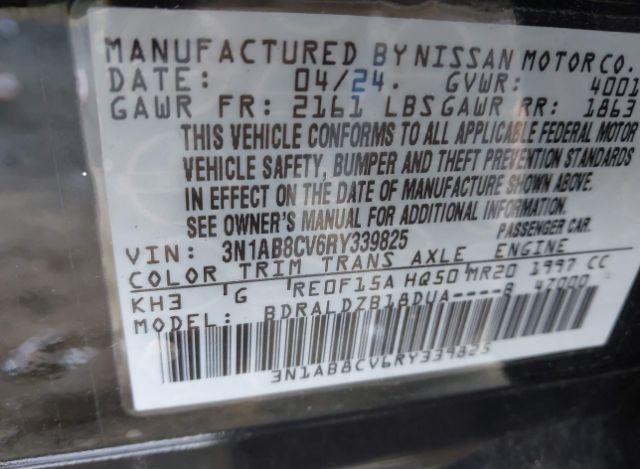 MANUFACTURED BY NISSAN MOTOR CO.
DATE: 04/24. GVWR: 4001
GAWR FR: 2161 LBS GAWR RR: 1863
THIS VEHICLE CONFORMS TO ALL APPLICABLE FEDERAL MOTOR
VEHICLE SAFETY, BUMPER AND THEFT PREVENTION STANDARDS
IN EFFECT ON THE DATE OF MANUFACTURE SHOWN ABOVE.
SEE OWNER'S MANUAL FOR ADDITIONAL INFORMATION.
VIN: 3N1AB8CV6RY339825 PASSENGER CAR.
COLOR TRIM TRANS AXLE ENGINE
KH3 G RE0F15A HQ50 MR20 1997 CC
MODEL: BDRALDZB18DUA----B 47000
3N1AB8CV6RY339825